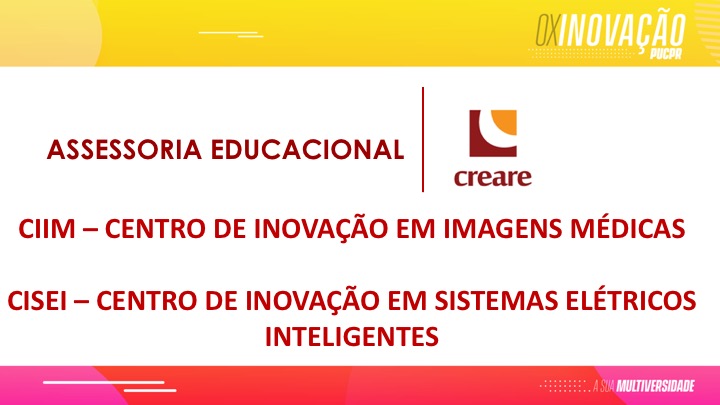 OXINOVAÇÃO
PUCPR
ASSESSORIA EDUCACIONAL
creare
CIIM – CENTRO DE INOVAÇÃO EM IMAGENS MÉDICAS
CISEI – CENTRO DE INOVAÇÃO EM SISTEMAS ELÉTRICOS
INTELIGENTES
A SUA MULTIVERSIDADE